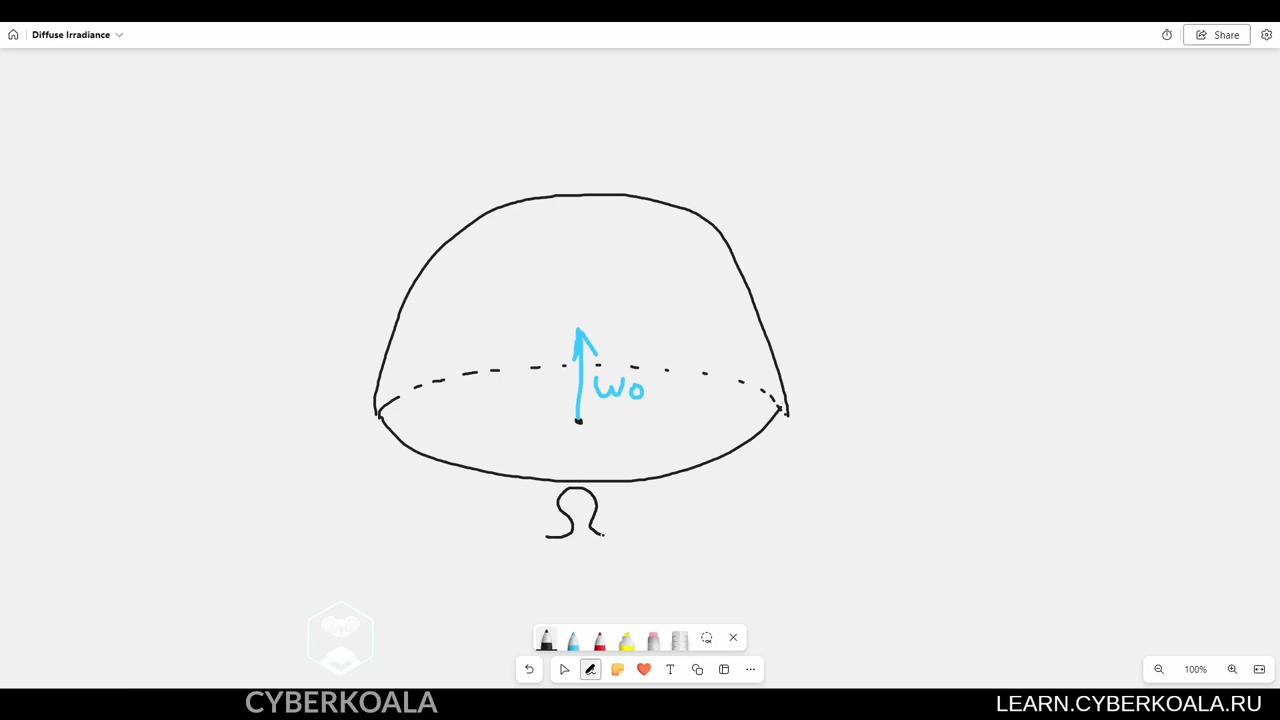 Diffuse Irradiance
Share
wo
Ω
100%
CYBERKOALA
LEARN.CYBERKOALA.RU